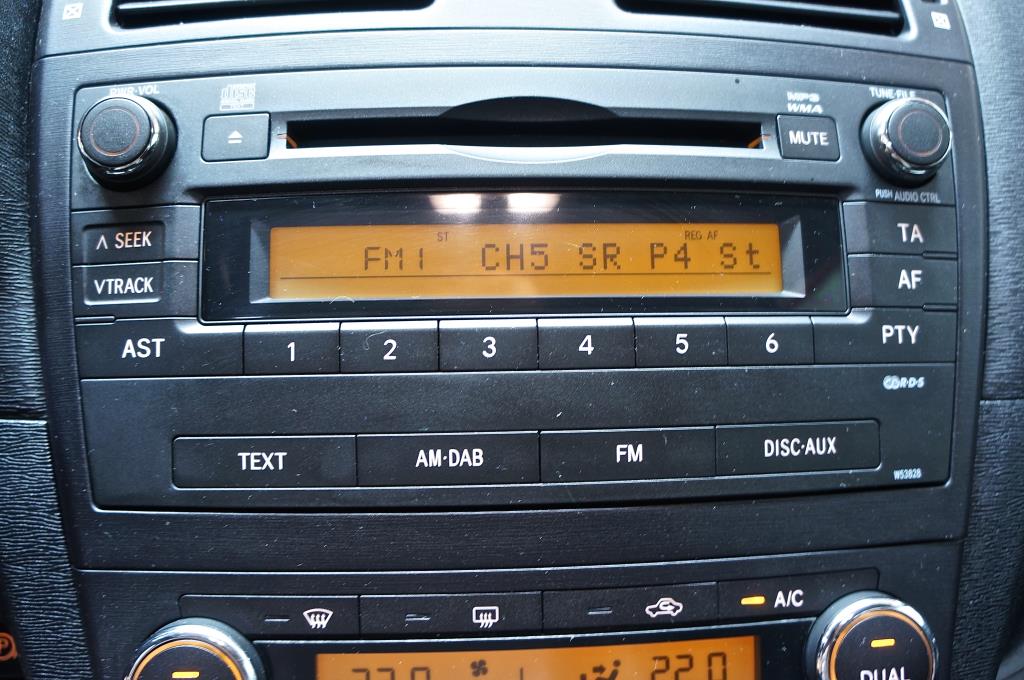 PWR·VOL
disc
TEXT
MP3
WMA
TUNE·FILE
MUTE
PUSH AUDIO CTRL
∧ SEEK
∨TRACK
ST
REG AF
FM1 CH5 SR P4 St
TA
AF
AST
1 2 3 4 5 6
PTY
R·D·S
TEXT
AM·DAB
FM
DISC·AUX
W53828
A/C
22.0
DUAL